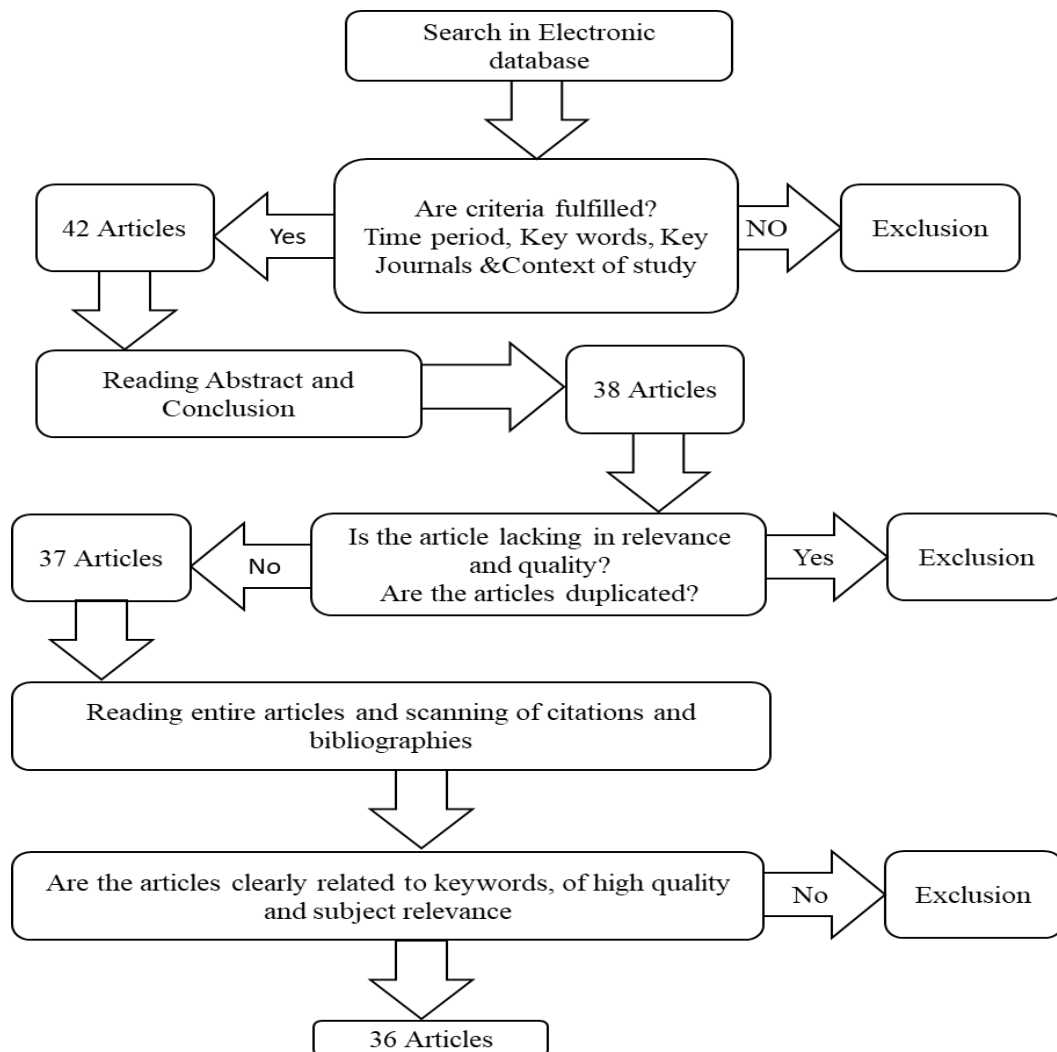 Search in Electronic
database
Are criteria fulfilled?
Time period, Key words, Key
Journals &Context of study
Yes
42 Articles
NO
Exclusion
Reading Abstract and
Conclusion
38 Articles
Is the article lacking in relevance
and quality?
Are the articles duplicated?
No
37 Articles
Yes
Exclusion
Reading entire articles and scanning of citations and
bibliographies
Are the articles clearly related to keywords, of high quality
and subject relevance
No
Exclusion
36 Articles